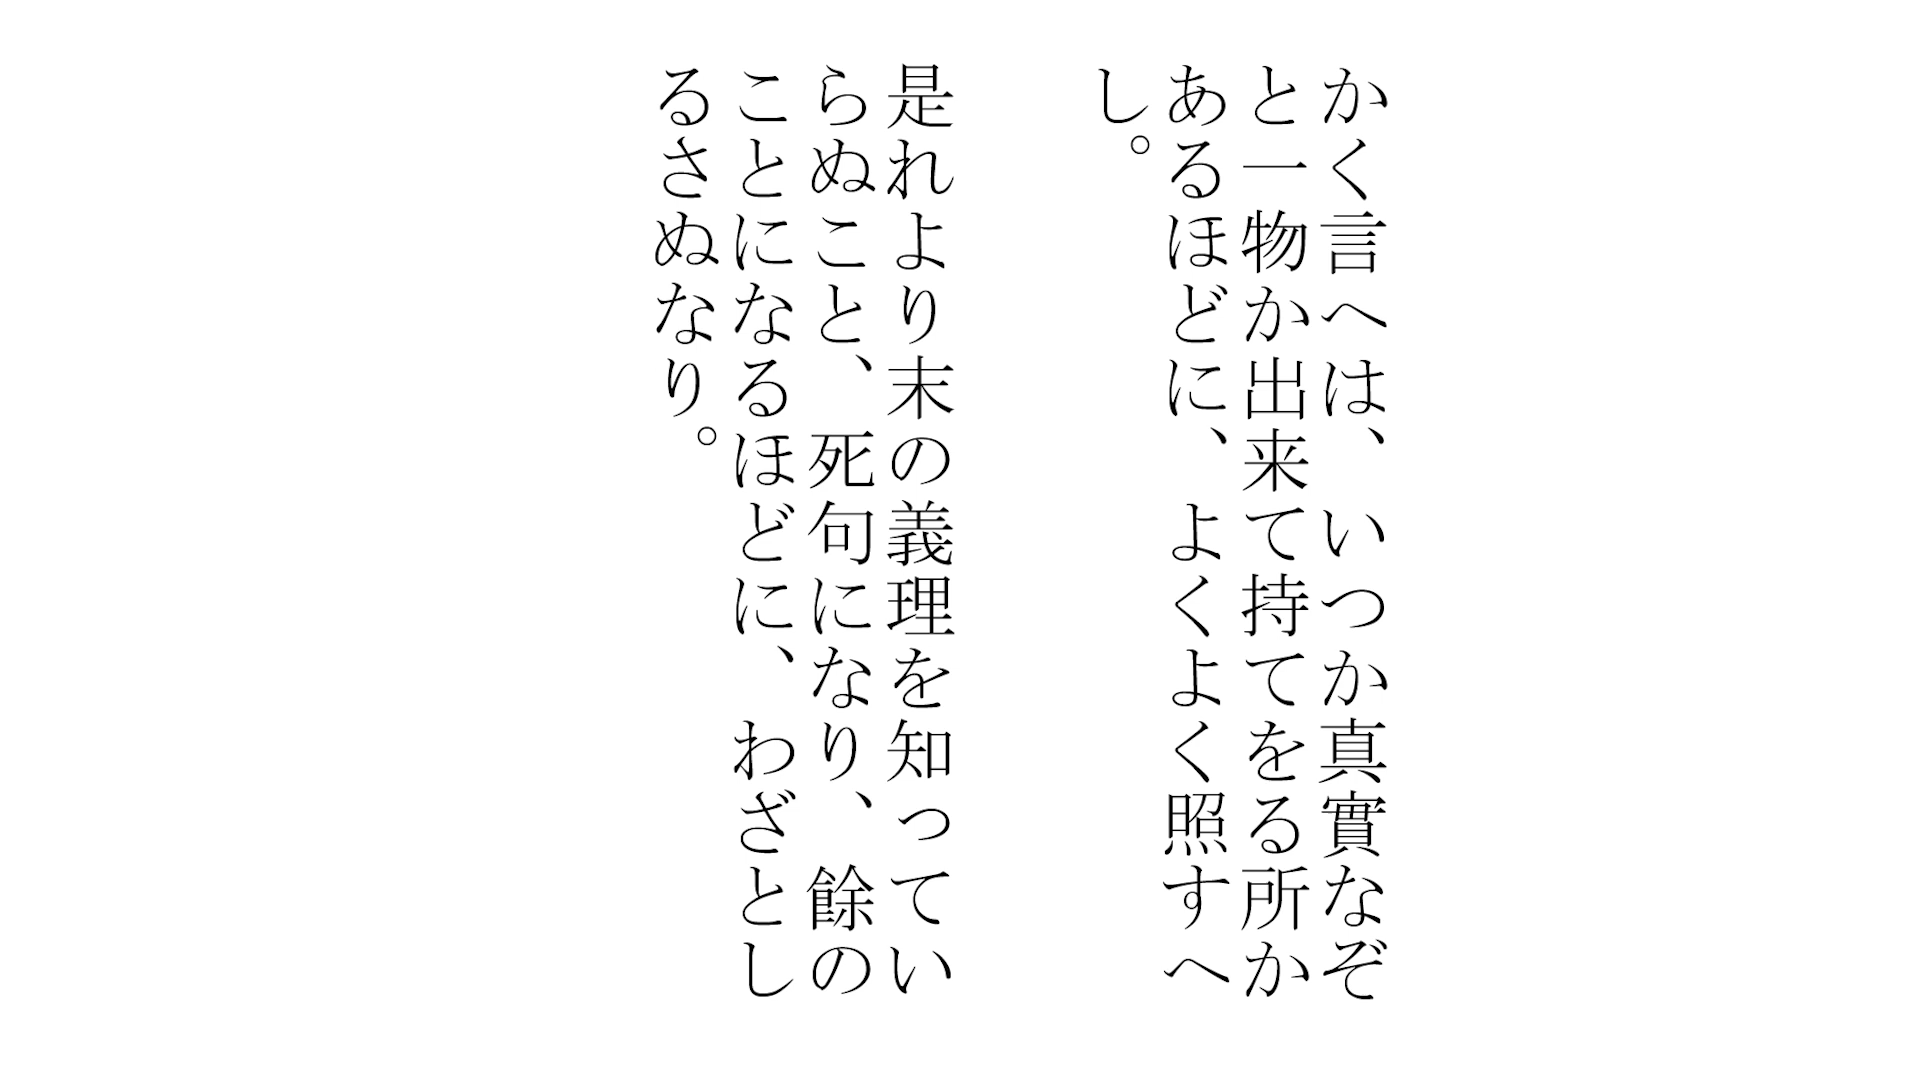 かく言へは、いつか真實なぞ
と一物か出来て持てをる所か
あるほどに、よくよく照すへ
し。
是れより末の義理を知ってい
らぬこと、死句になり、餘の
ことになるほどに、わざとし
るさぬなり。